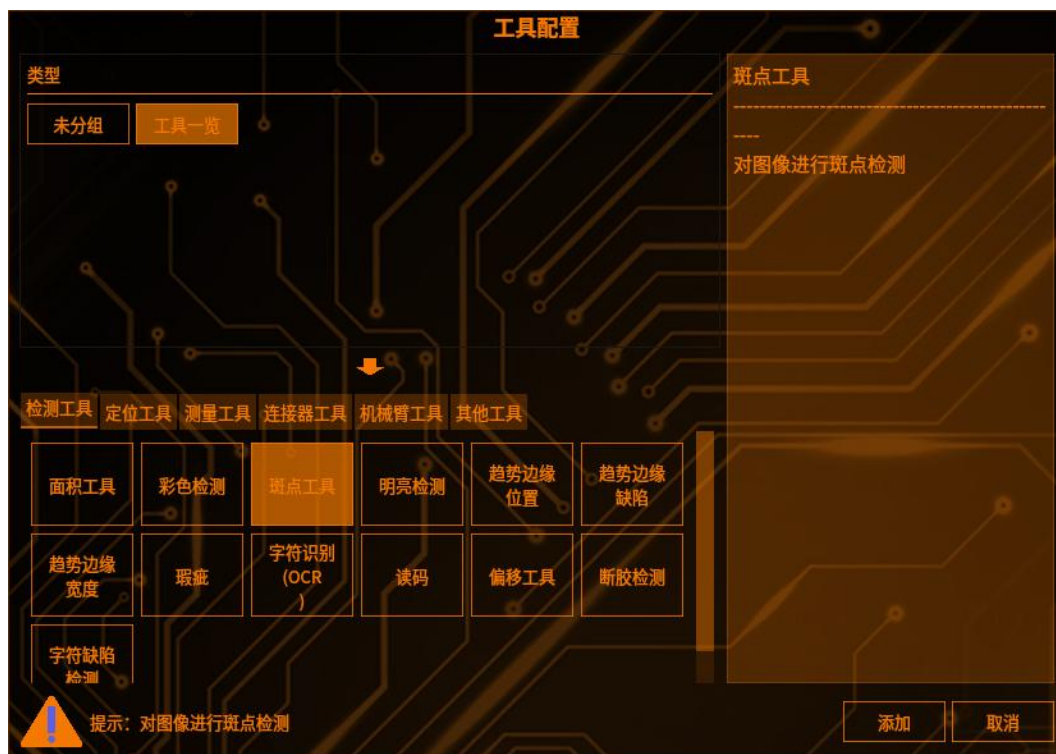 工具配置
类型
未分组 工具一览
斑点工具
-----------------------------------------------
----
对图像进行斑点检测
检测工具 定位工具 测量工具 连接器工具 机械臂工具 其他工具
面积工具 彩色检测 斑点工具 明亮检测
趋势边缘
位置
趋势边缘
缺陷
趋势边缘
宽度
瑕疵
字符识别
(OCR
)
读码 偏移工具 断胶检测
字符缺陷
检测
提示：对图像进行斑点检测
添加 取消